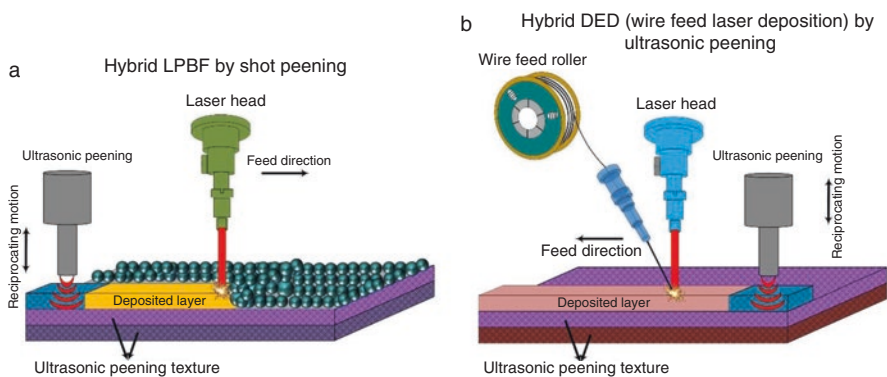 a
Hybrid LPBF by shot peening
Laser head
Ultrasonic peening
Feed direction
Reciprocating motion
Deposited layer
Ultrasonic peening texture
b
Hybrid DED (wire feed laser deposition) by
ultrasonic peening
Wire feed roller
Laser head
Ultrasonic peening
Reciprocating motion
Feed direction
Deposited layer
Ultrasonic peening texture